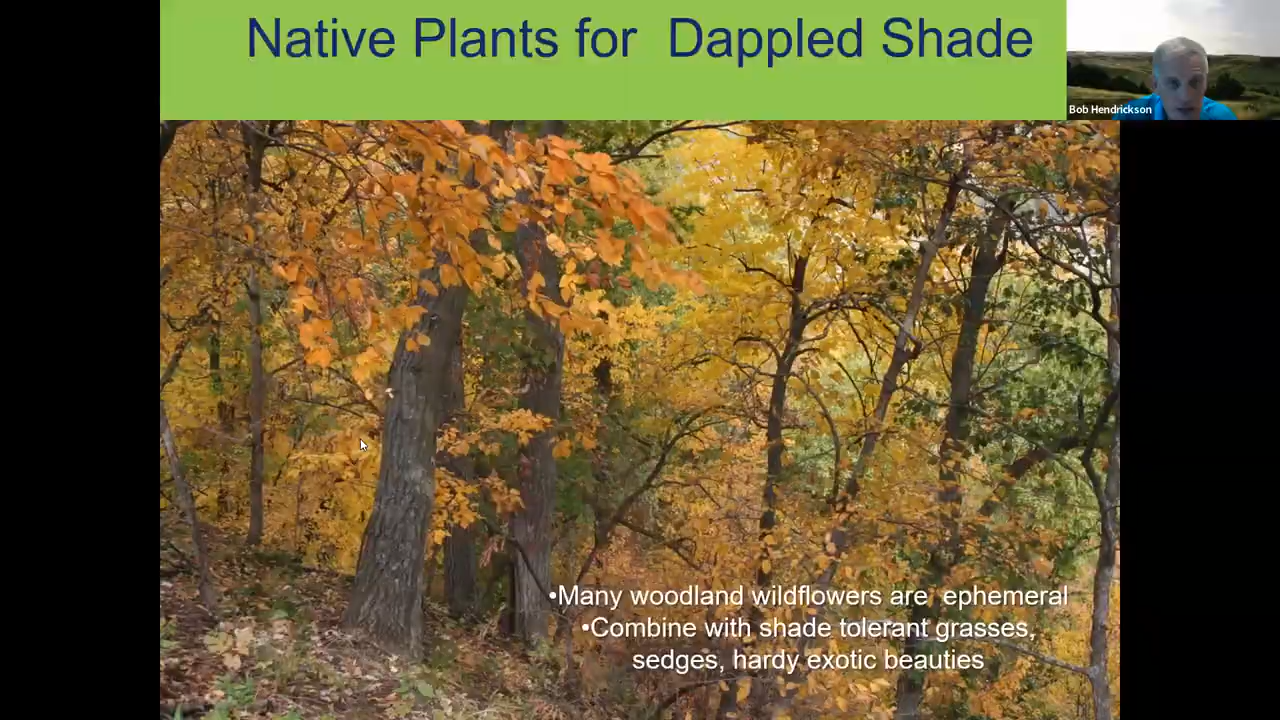 Native Plants for  Dappled Shade
Bob Hendrickson
•Many woodland wildflowers are  ephemeral
•Combine with shade tolerant grasses,
sedges, hardy exotic beauties